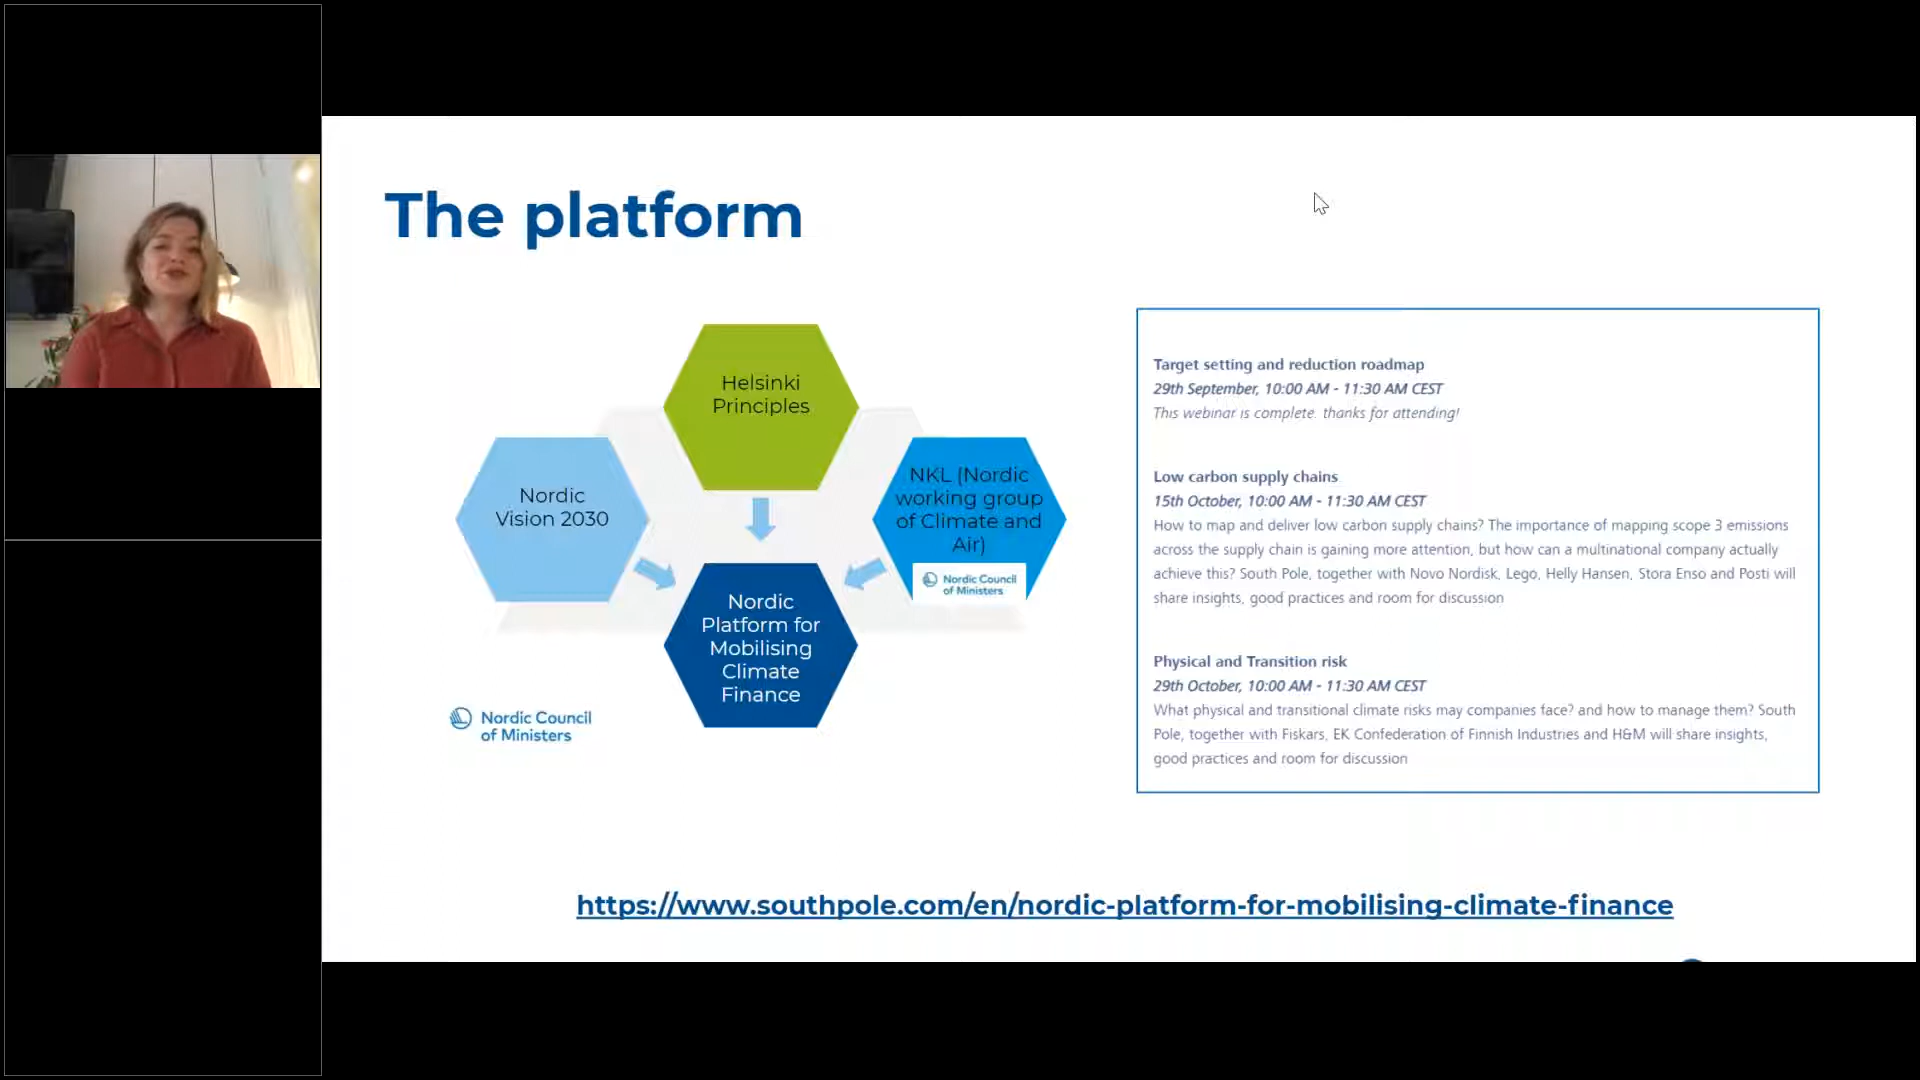 The platform
Helsinki
Principles
Nordic
Vision 2030
NKL (Nordic
working group
of Climate and
Air)
Nordic Council
of Ministers
Nordic
Platform for
Mobilising
Climate
Finance
Nordic Council
of Ministers
Target setting and reduction roadmap
29th September, 10:00 AM - 11:30 AM CEST
This webinar is complete. thanks for attending!
Low carbon supply chains
15th October, 10:00 AM - 11:30 AM CEST
How to map and deliver low carbon supply chains? The importance of mapping scope 3 emissions
across the supply chain is gaining more attention, but how can a multinational company actually
achieve this? South Pole, together with Novo Nordisk, Lego, Helly Hansen, Stora Enso and Posti will
share insights, good practices and room for discussion
Physical and Transition risk
29th October, 10:00 AM - 11:30 AM CEST
What physical and transitional climate risks may companies face? and how to manage them? South
Pole, together with Fiskars, EK Confederation of Finnish Industries and H&M will share insights,
good practices and room for discussion
https://www.southpole.com/en/nordic-platform-for-mobilising-climate-finance